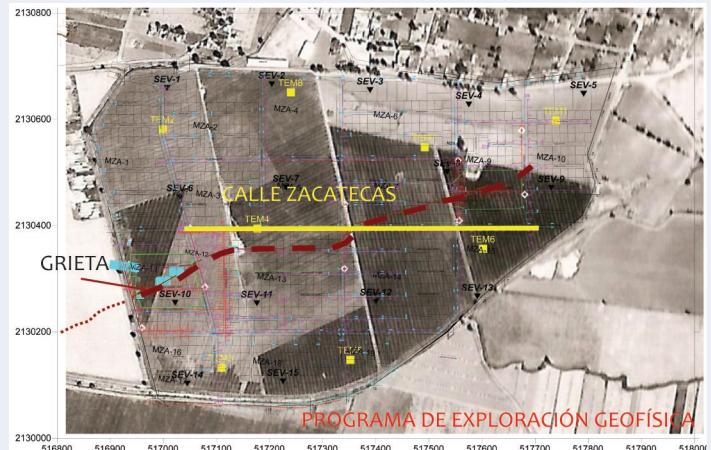 2130800
SEV-1
SEV-2
SEV-3
SEV-4
SEV-5
TEM8
2130600
TEM2
MZA-1
MZA-2
MZA-4
MZA-6
MZA-9
MZA-10
SEV-6
MZA-3
SEV-7
SEV-9
CALLE ZACATECAS
2130400
TEM4
TEM6
GRIETA
MZA-12
MZA-13
SEV-10
SEV-11
SEV-12
SEV-13
2130200
MZA-16
SEV-14
SEV-15
PROGRAMA DE EXPLORACIÓN GEOFÍSICA
2130000
516800 516900 517000 517100 517200 517300 517400 517500 517600 517700 517800 517900